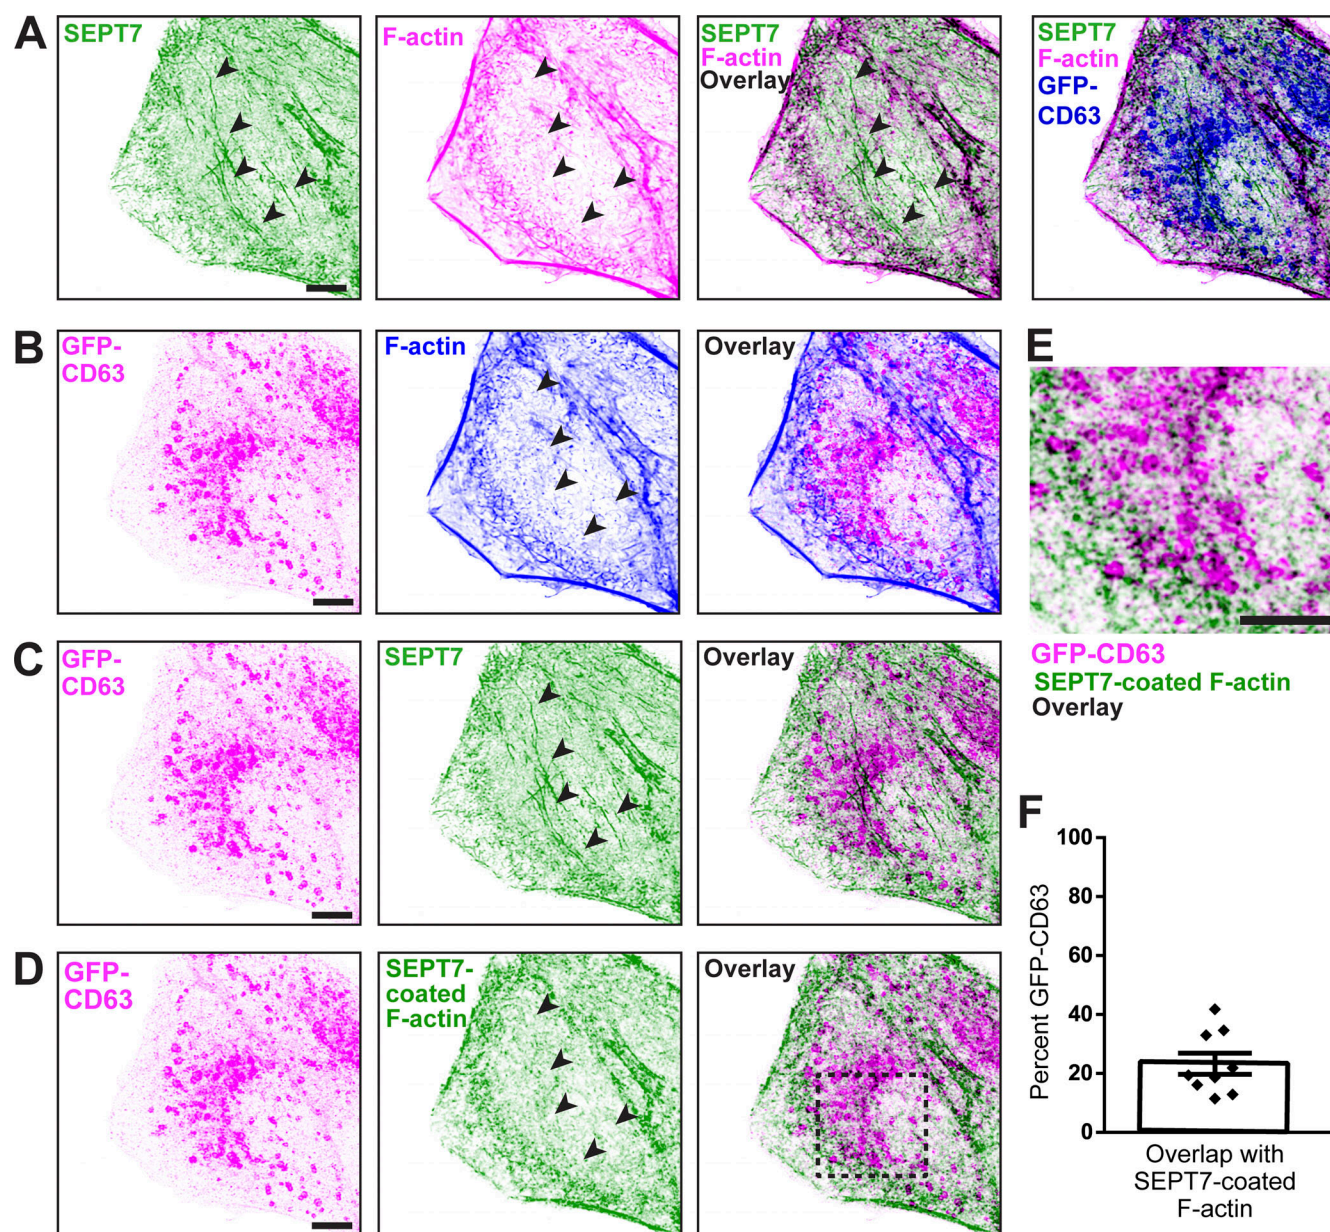 A
SEPT7
F-actin
SEPT7
F-actin
Overlay
SEPT7
F-actin
GFP-
CD63
B
GFP-
CD63
F-actin
Overlay
E
GFP-CD63
SEPT7-coated F-actin
Overlay
C
GFP-
CD63
SEPT7
Overlay
D
GFP-
CD63
SEPT7-
coated
F-actin
Overlay
F
Percent GFP-CD63
100
80
60
40
20
0
Overlap with
SEPT7-coated
F-actin